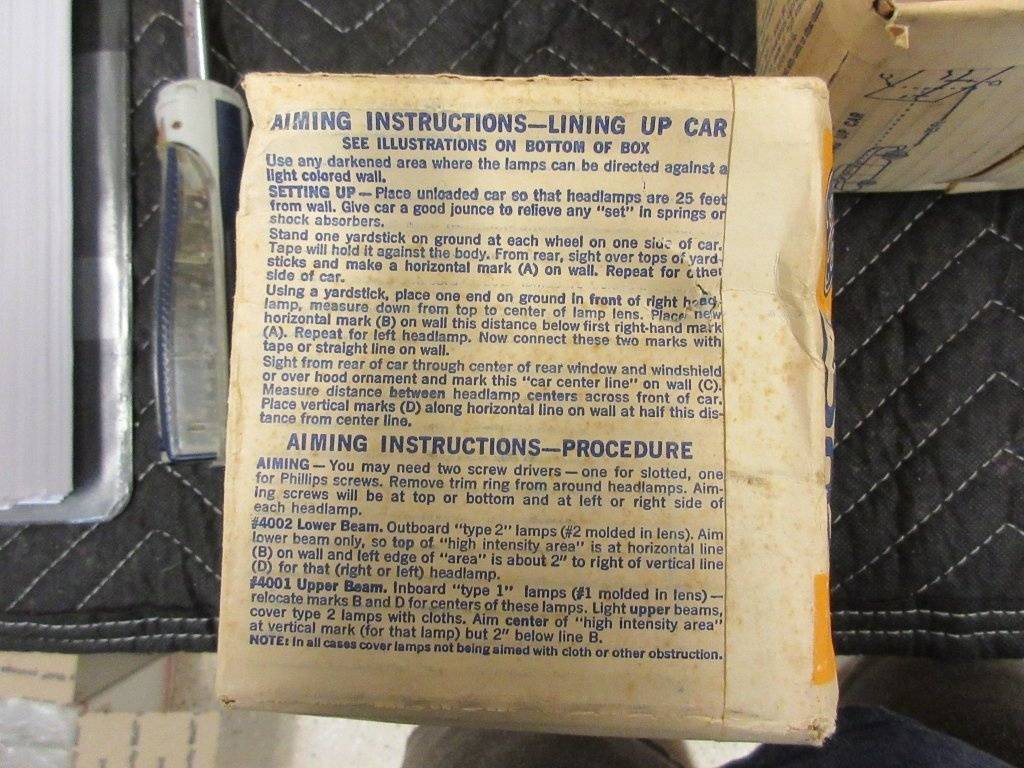 AIMING INSTRUCTIONS—LINING UP CAR
SEE ILLUSTRATIONS ON BOTTOM OF BOX
Use any darkened area where the lamps can be directed against a
light colored wall.
SETTING UP — Place unloaded car so that headlamps are 25 feet
from wall. Give car a good jounce to relieve any "set" in springs or
shock absorbers.
Stand one yardstick on ground at each wheel on one side of car.
Tape will hold it against the body. From rear, sight over tops of yard-
sticks and make a horizontal mark (A) on wall. Repeat for other
side of car.
Using a yardstick, place one end on ground in front of right head-
lamp, measure down from top to center of lamp lens. Place new
horizontal mark (B) on wall this distance below first right-hand mark
(A). Repeat for left headlamp. Now connect these two marks with
tape or straight line on wall.
Sight from rear of car through center of rear window and windshield
or over hood ornament and mark this "car center line" on wall (C).
Measure distance between headlamp centers across front of car.
Place vertical marks (D) along horizontal line on wall at half this dis-
tance from center line.
AIMING INSTRUCTIONS—PROCEDURE
AIMING — You may need two screw drivers — one for slotted, one
for Phillips screws. Remove trim ring from around headlamps. Aim-
ing screws will be at top or bottom and at left or right side of
each headlamp.
#4002 Lower Beam. Outboard "type 2" lamps (#2 molded in lens). Aim
lower beam only, so top of "high intensity area" is at horizontal line
(B) on wall and left edge of "area" is about 2" to right of vertical line
(D) for that (right or left) headlamp.
#4001 Upper Beam. Inboard "type 1" lamps (#1 molded in lens) —
relocate marks B and D for centers of these lamps. Light upper beams,
cover type 2 lamps with cloths. Aim center of "high intensity area"
at vertical mark (for that lamp) but 2" below line B.
NOTE: In all cases cover lamps not being aimed with cloth or other obstruction.
UP CAR